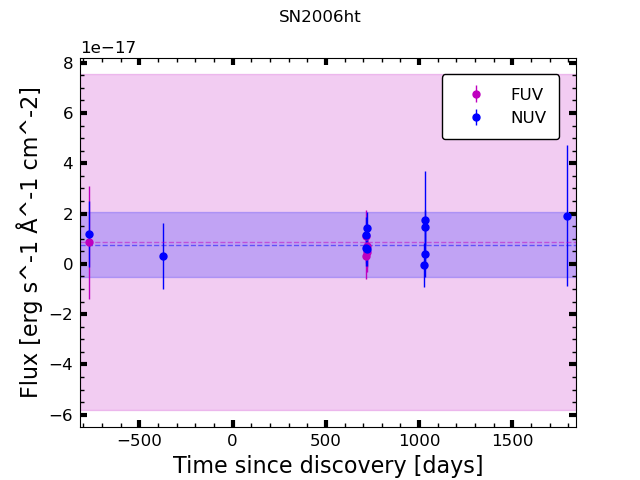 SN2006ht
1e−17
8
6
4
2
0
−2
−4
−6
Flux [erg s^-1 Å^-1 cm^-2]
FUV
NUV
−500
0
500
1000
1500
Time since discovery [days]